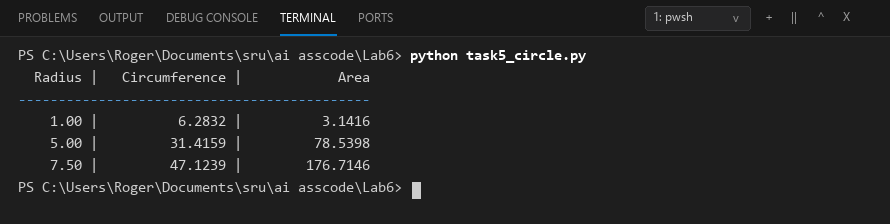 PROBLEMS OUTPUT DEBUG CONSOLE TERMINAL PORTS 1: pwsh v + || ^ X
PS C:\Users\Roger\Documents\sru\ai asscode\Lab6> python task5_circle.py
Radius | Circumference | Area
-------------------------------------------
1.00 | 6.2832 | 3.1416
5.00 | 31.4159 | 78.5398
7.50 | 47.1239 | 176.7146
PS C:\Users\Roger\Documents\sru\ai asscode\Lab6>